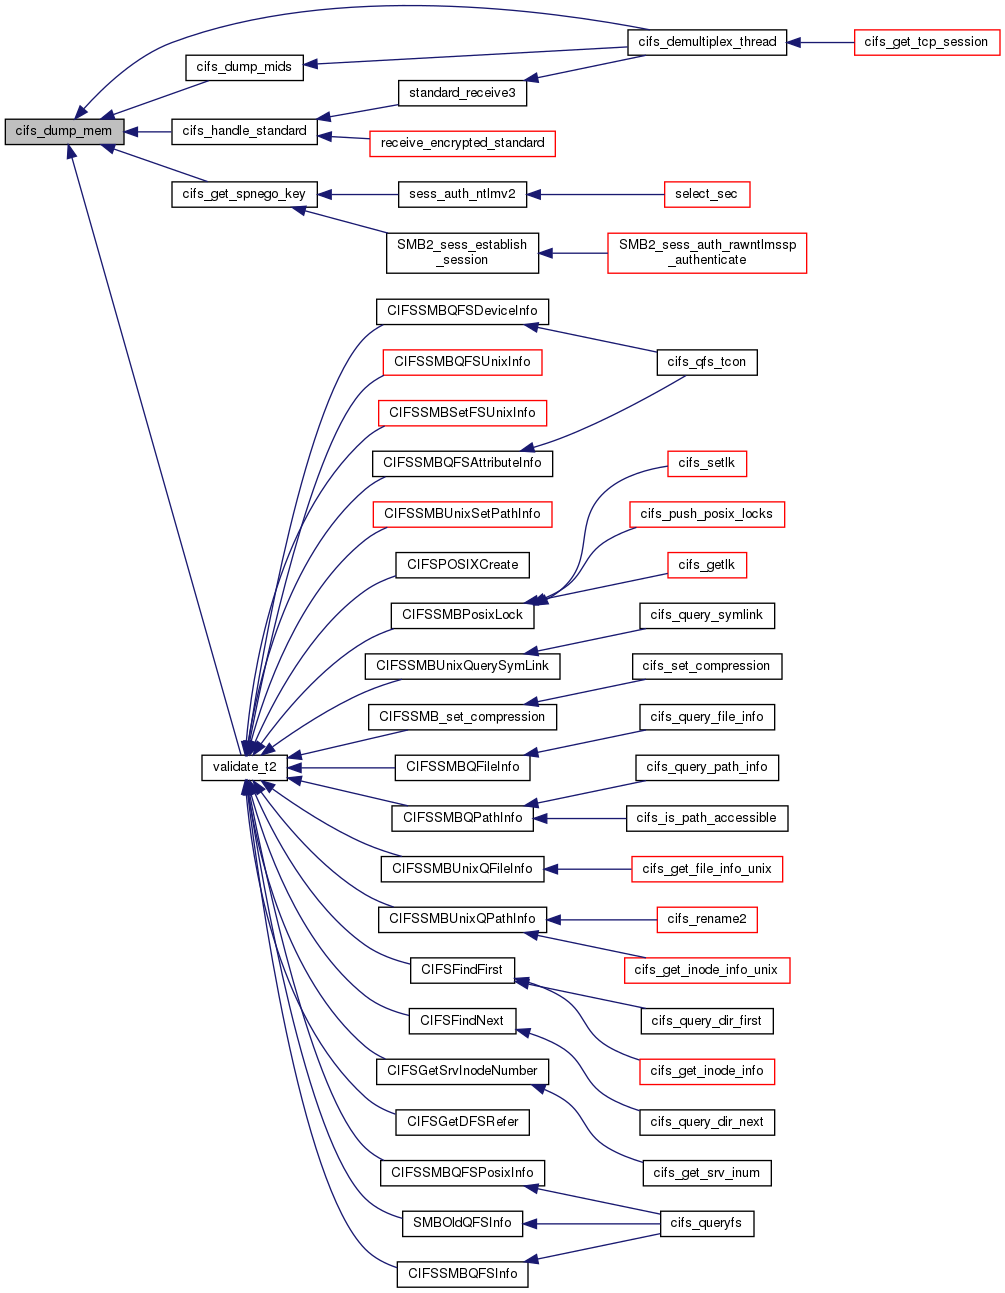 cifs_demultiplex_thread
cifs_get_tcp_session
cifs_dump_mids
standard_receive3
cifs_dump_mem
cifs_handle_standard
receive_encrypted_standard
cifs_get_spnego_key
sess_auth_ntlmv2
select_sec
SMB2_sess_establish
_session
SMB2_sess_auth_rawntlmssp
_authenticate
CIFSSMBQFSDeviceInfo
CIFSSMBQFSUnixInfo
cifs_qfs_tcon
CIFSSMBSetFSUnixInfo
CIFSSMBQFSAttributeInfo
cifs_setlk
CIFSSMBUnixSetPathInfo
cifs_push_posix_locks
CIFSPOSIXCreate
cifs_getlk
CIFSSMBPosixLock
cifs_query_symlink
CIFSSMBUnixQuerySymLink
cifs_set_compression
CIFSSMB_set_compression
cifs_query_file_info
validate_t2
CIFSSMBQFileInfo
cifs_query_path_info
CIFSSMBQPathInfo
cifs_is_path_accessible
CIFSSMBUnixQFileInfo
cifs_get_file_info_unix
CIFSSMBUnixQPathInfo
cifs_rename2
CIFSFindFirst
cifs_get_inode_info_unix
CIFSFindNext
cifs_query_dir_first
CIFSGetSrvInodeNumber
cifs_get_inode_info
CIFSGetDFSRefer
cifs_query_dir_next
CIFSSMBQFSPosixInfo
cifs_get_srv_inum
SMBOldQFSInfo
cifs_queryfs
CIFSSMBQFSInfo